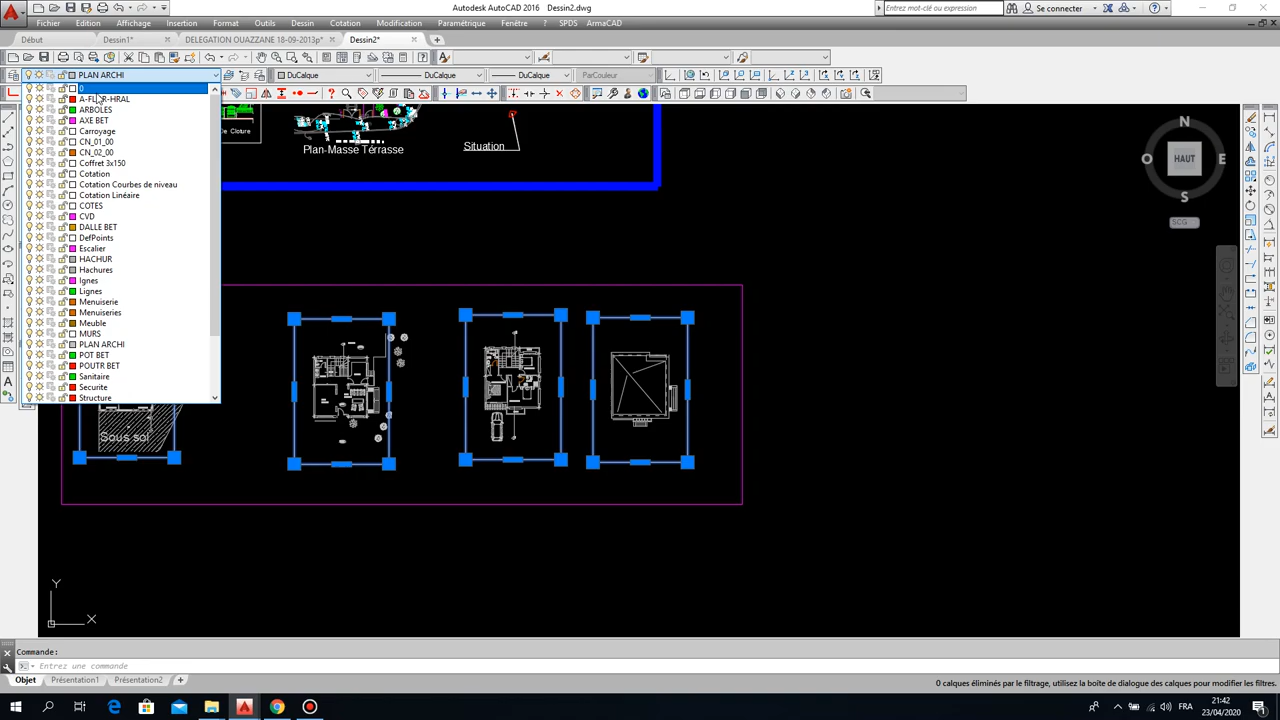 Autodesk AutoCAD 2016 Dessin2.dwg
Entrez mot-clé ou expression
Se connecter
Fichier Edition Affichage Insertion Format Outils Dessin Cotation Modification Paramétrique Fenêtre ? SPDS ArmaCAD
Début Dessin1* DELEGATION OUAZZANE 18-09-2013p* Dessin2*
PLAN ARCHI DuCalque DuCalque DuCalque ParCouleur
0
A-FLOR-HRAL
ARBOLES
AXE BET
Carroyage
CN_01_00
CN_02_00
Coffret 3x150
Cotation
Cotation Courbes de niveau
Cotation Linéaire
COTES
CVD
DALLE BET
DefPoints
Escalier
HACHUR
Hachures
lgnes
Lignes
Menuiserie
Menuiseries
Meuble
MURS
PLAN ARCHI
POT BET
POUTR BET
Sanitaire
Securite
Structure
De Cloture
Plan-Masse Terrasse
Situation
Sous sol
N
O HAUT E
S
SCG
Y
X
Commande:
Entrez une commande
Objet Présentation1 Présentation2
0 calques éliminés par le filtrage, utilisez la boîte de dialogue des calques pour modifier les filtres.
FRA
21:42
23/04/2020